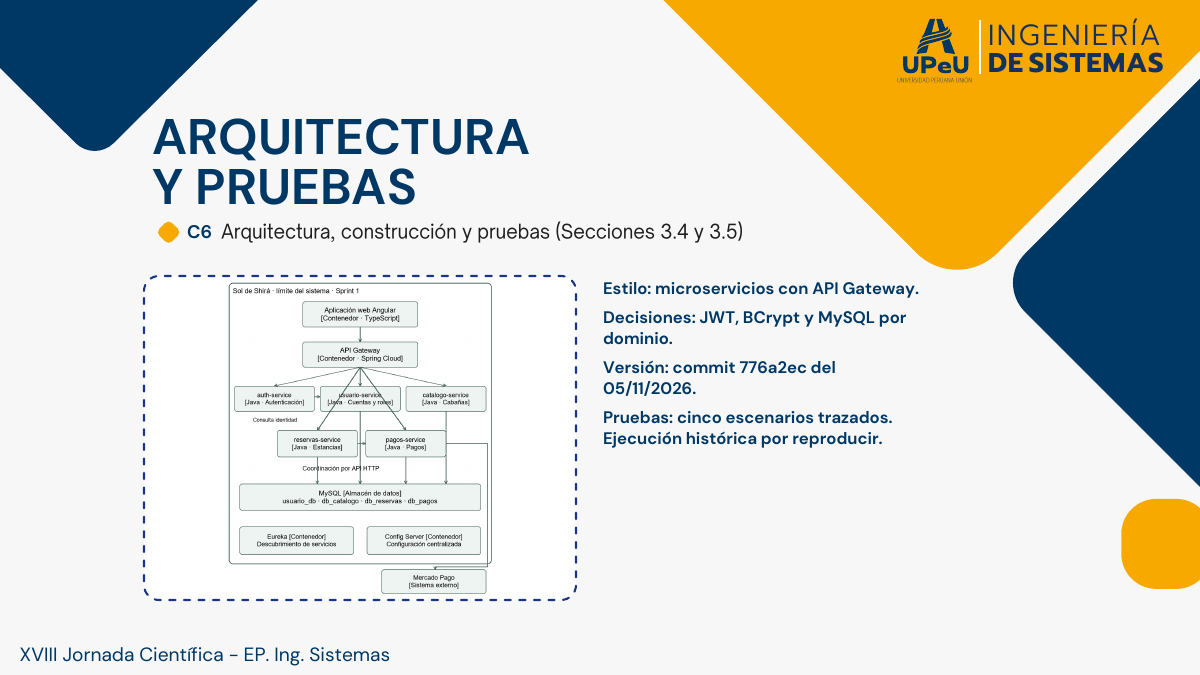 UPeU
UNIVERSIDAD PERUANA UNIÓN
INGENIERÍA
DE SISTEMAS
ARQUITECTURA
Y PRUEBAS
C6 Arquitectura, construcción y pruebas (Secciones 3.4 y 3.5)
Sol de Shirá · límite del sistema · Sprint 1
Aplicación web Angular
[Contenedor · TypeScript]
API Gateway
[Contenedor · Spring Cloud]
auth-service
[Java · Autenticación]
usuario-service
[Java · Cuentas y roles]
catalogo-service
[Java · Cabañas]
Consulta identidad
reservas-service
[Java · Estancias]
pagos-service
[Java · Pagos]
Coordinación por API HTTP
MySQL [Almacén de datos]
usuario_db · db_catalogo · db_reservas · db_pagos
Eureka [Contenedor]
Descubrimiento de servicios
Config Server [Contenedor]
Configuración centralizada
Mercado Pago
[Sistema externo]
Estilo: microservicios con API Gateway.
Decisiones: JWT, BCrypt y MySQL por
dominio.
Versión: commit 776a2ec del
05/11/2026.
Pruebas: cinco escenarios trazados.
Ejecución histórica por reproducir.
XVIII Jornada Científica - EP. Ing. Sistemas